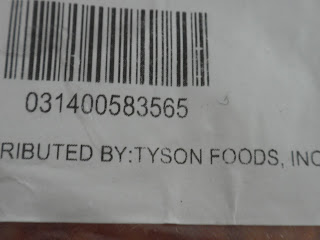 031400583565
RIBUTED BY:TYSON FOODS, INC